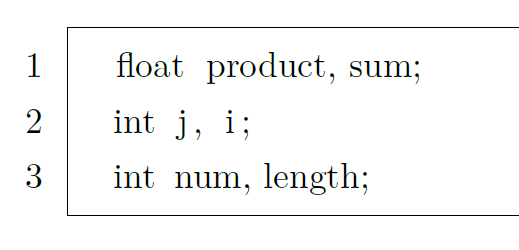 1 float product, sum;
2 int j, i;
3 int num, length;